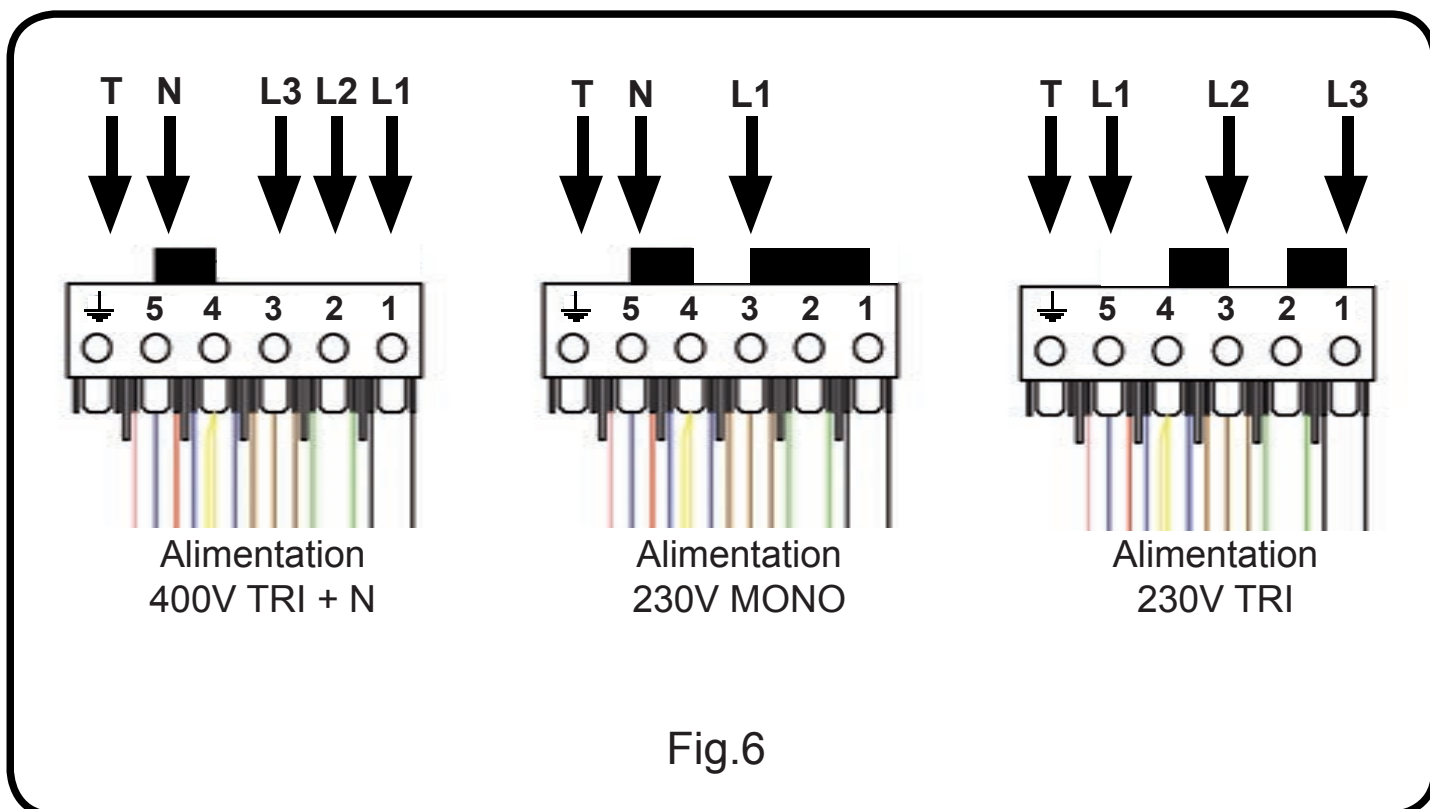 T N L3 L2 L1
5 4 3 2 1
Alimentation
400V TRI + N
T N L1
5 4 3 2 1
Alimentation
230V MONO
T L1 L2 L3
5 4 3 2 1
Alimentation
230V TRI
Fig.6